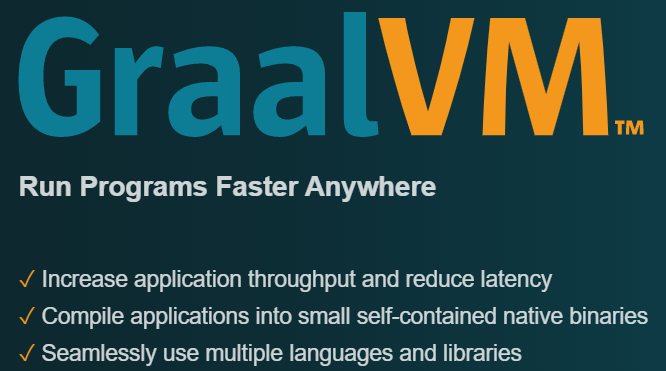 GraalVM™
Run Programs Faster Anywhere
✓ Increase application throughput and reduce latency
✓ Compile applications into small self-contained native binaries
✓ Seamlessly use multiple languages and libraries